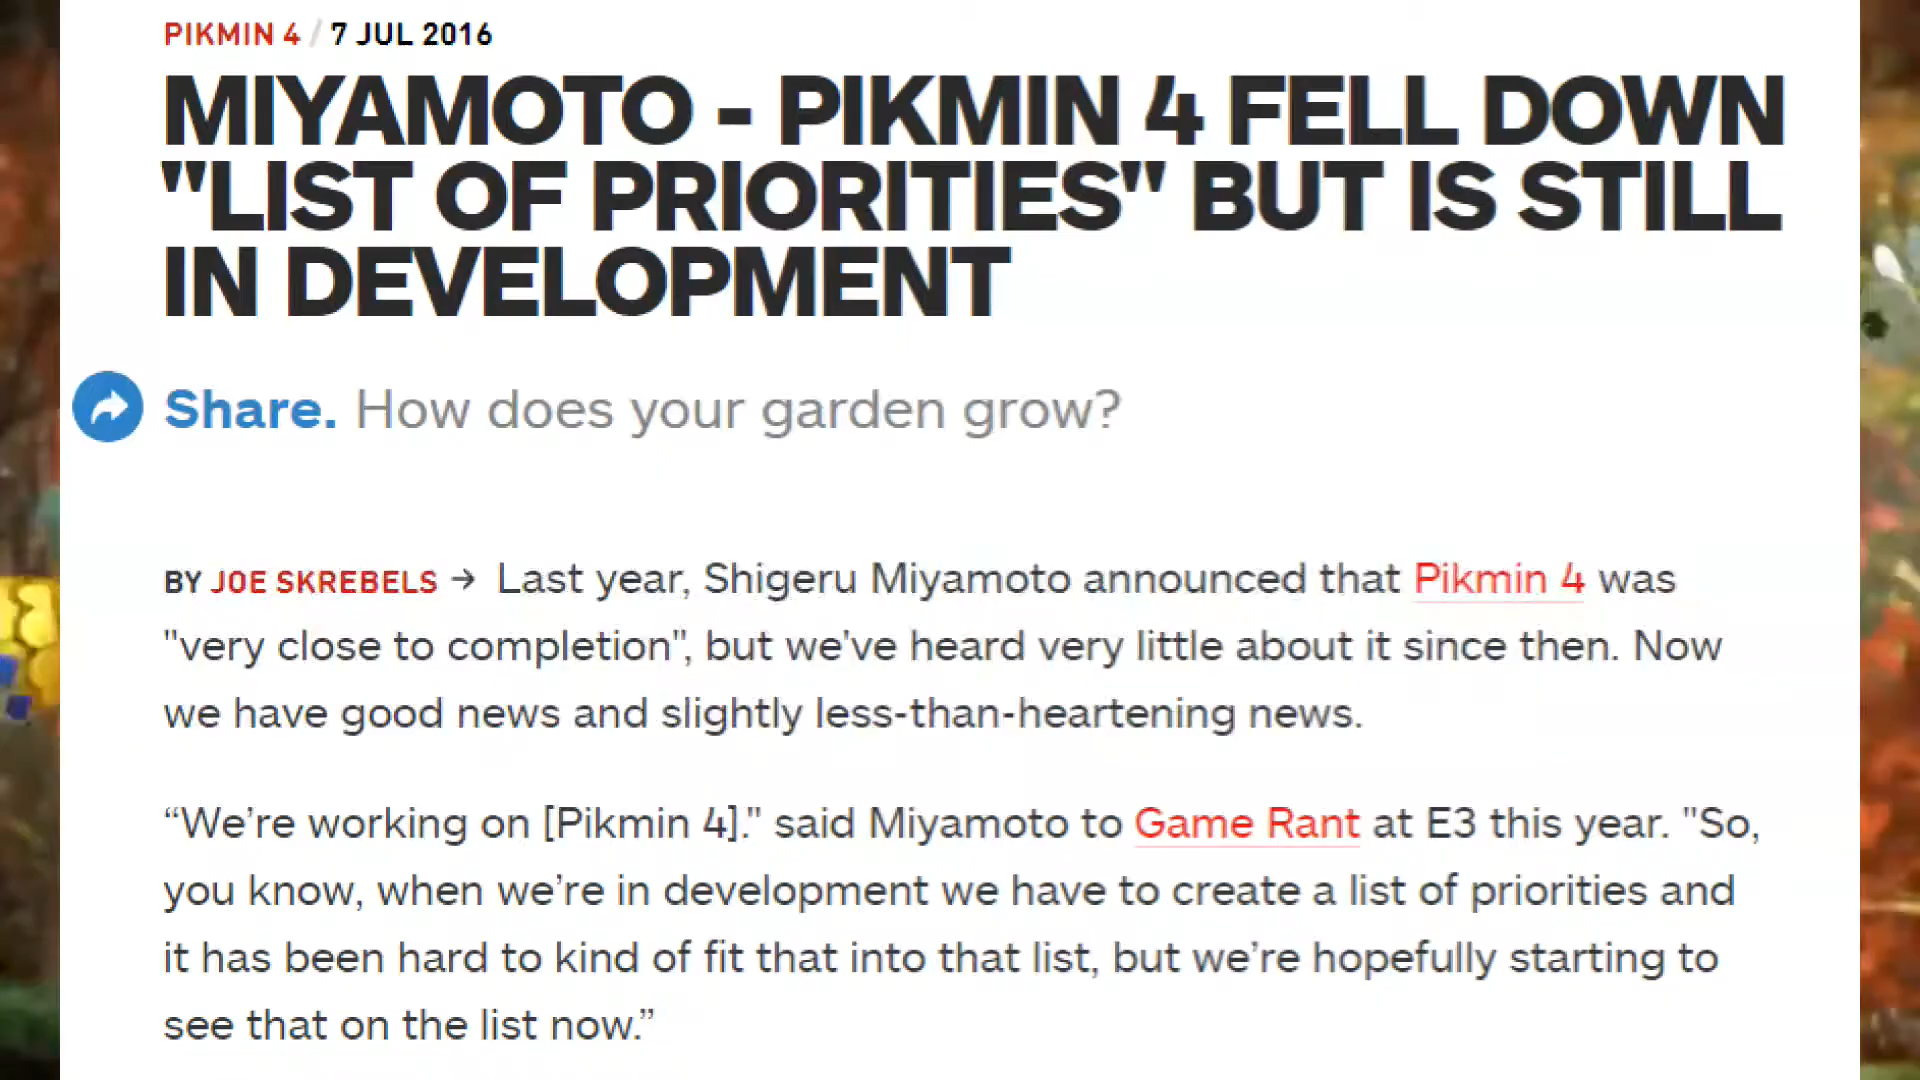 PIKMIN 4 / 7 JUL 2016
MIYAMOTO - PIKMIN 4 FELL DOWN
"LIST OF PRIORITIES" BUT IS STILL
IN DEVELOPMENT
Share. How does your garden grow?
BY JOE SKREBELS → Last year, Shigeru Miyamoto announced that Pikmin 4 was
"very close to completion", but we've heard very little about it since then. Now
we have good news and slightly less-than-heartening news.
“We’re working on [Pikmin 4]." said Miyamoto to Game Rant at E3 this year. "So,
you know, when we’re in development we have to create a list of priorities and
it has been hard to kind of fit that into that list, but we’re hopefully starting to
see that on the list now.”